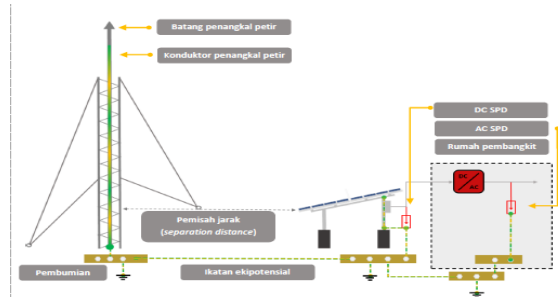 Batang penangkal petir
Konduktor penangkal petir
DC SPD
AC SPD
Rumah pembangkit
DC
AC
Pemisah jarak
(separation distance)
Pembumian
Ikatan ekipotensial